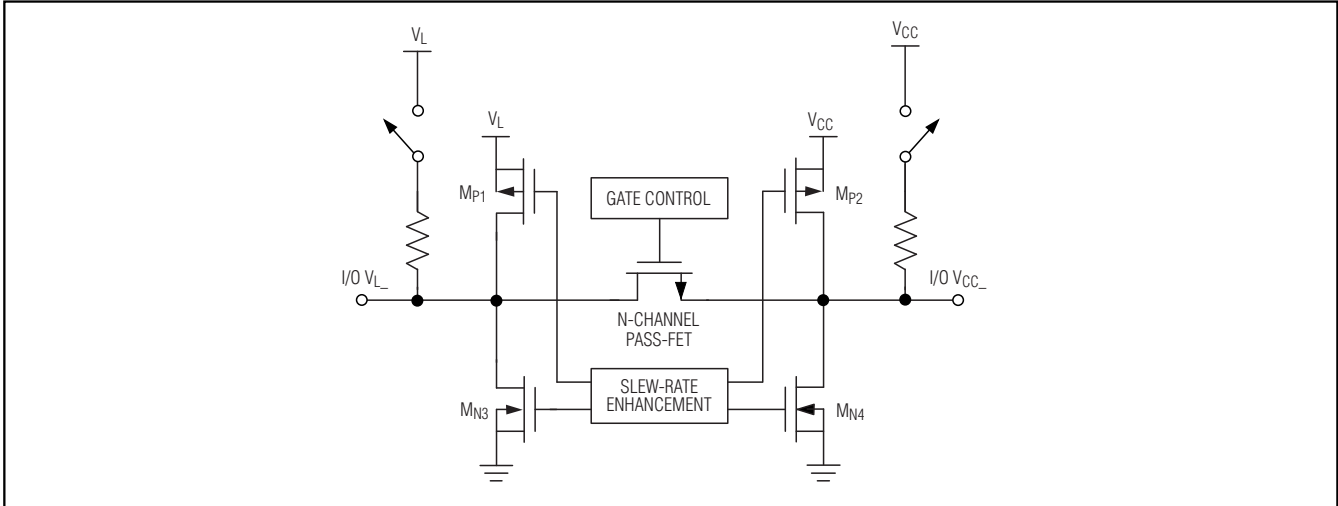 VL
VCC
VL
VCC
MP1
GATE CONTROL
MP2
I/O VL_
I/O VCC_
N-CHANNEL
PASS-FET
SLEW-RATE
ENHANCEMENT
MN3
MN4